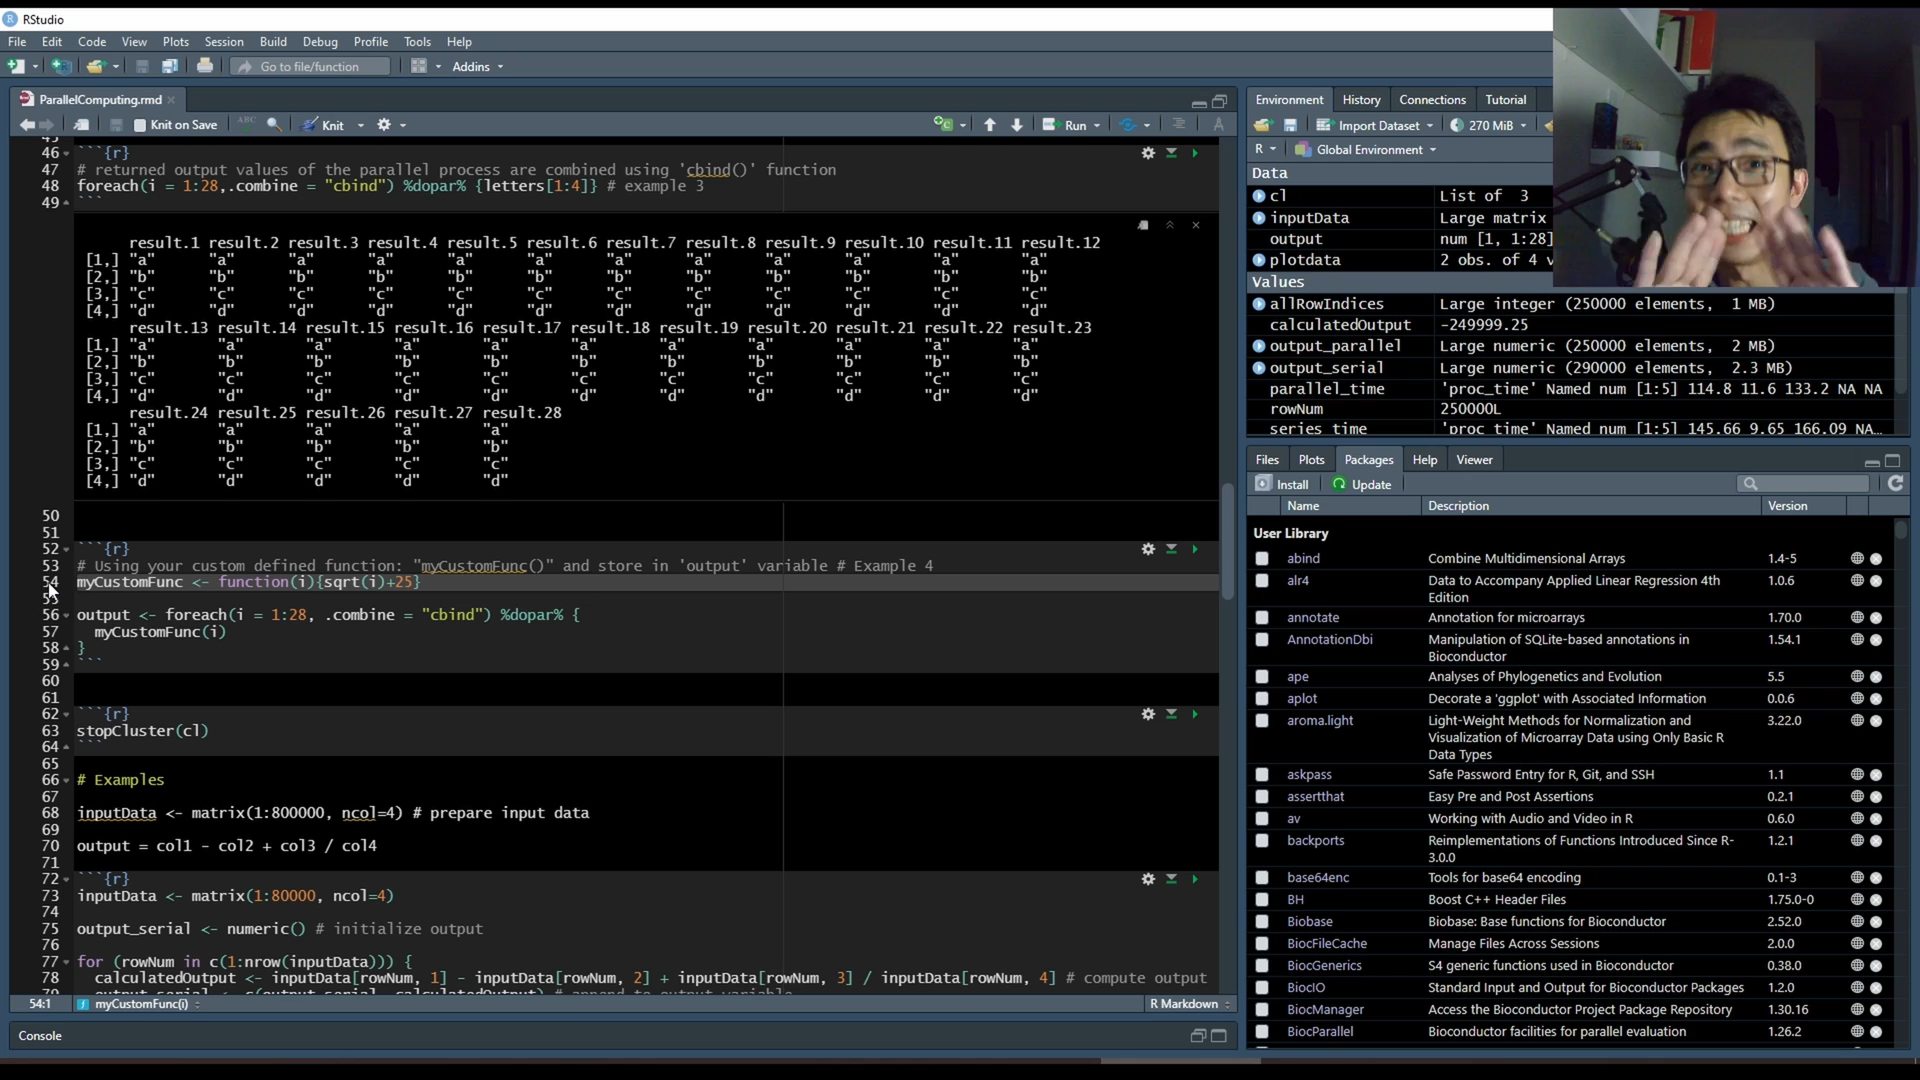 RStudio
File Edit Code View Plots Session Build Debug Profile Tools Help
Go to file/function Addins
ParallelComputing.rmd
Knit on Save ABC Knit Run
46 ```{r}
47 # returned output values of the parallel process are combined using 'cbind()' function
48 foreach(i = 1:28,.combine = "cbind") %dopar% {letters[1:4]} # example 3
49 ```
result.1 result.2 result.3 result.4 result.5 result.6 result.7 result.8 result.9 result.10 result.11 result.12
[1,] "a" "a" "a" "a" "a" "a" "a" "a" "a" "a" "a" "a"
[2,] "b" "b" "b" "b" "b" "b" "b" "b" "b" "b" "b" "b"
[3,] "c" "c" "c" "c" "c" "c" "c" "c" "c" "c" "c" "c"
[4,] "d" "d" "d" "d" "d" "d" "d" "d" "d" "d" "d" "d"
result.13 result.14 result.15 result.16 result.17 result.18 result.19 result.20 result.21 result.22 result.23
[1,] "a" "a" "a" "a" "a" "a" "a" "a" "a" "a" "a"
[2,] "b" "b" "b" "b" "b" "b" "b" "b" "b" "b" "b"
[3,] "c" "c" "c" "c" "c" "c" "c" "c" "c" "c" "c"
[4,] "d" "d" "d" "d" "d" "d" "d" "d" "d" "d" "d"
result.24 result.25 result.26 result.27 result.28
[1,] "a" "a" "a" "a" "a"
[2,] "b" "b" "b" "b" "b"
[3,] "c" "c" "c" "c" "c"
[4,] "d" "d" "d" "d" "d"
50
51
52 ```{r}
53 # Using your custom defined function: "myCustomFunc()" and store in 'output' variable # Example 4
54 myCustomFunc <- function(i){sqrt(i)+25}
55
56 output <- foreach(i = 1:28, .combine = "cbind") %dopar% {
57 myCustomFunc(i)
58 }
59 ```
60
61
62 ```{r}
63 stopCluster(cl)
64 ```
65
66 # Examples
67
68 inputData <- matrix(1:800000, ncol=4) # prepare input data
69
70 output = col1 - col2 + col3 / col4
71
72 ```{r}
73 inputData <- matrix(1:80000, ncol=4)
74
75 output_serial <- numeric() # initialize output
76
77 for (rowNum in c(1:nrow(inputData))) {
78 calculatedOutput <- inputData[rowNum, 1] - inputData[rowNum, 2] + inputData[rowNum, 3] / inputData[rowNum, 4] # compute output
54:1 myCustomFunc(i) R Markdown
Console
Environment History Connections Tutorial
Import Dataset 270 MiB
R Global Environment
Data
cl List of 3
inputData Large matrix
output num [1, 1:28]
plotdata 2 obs. of 4 v
Values
allRowIndices Large integer (250000 elements, 1 MB)
calculatedOutput -249999.25
output_parallel Large numeric (250000 elements, 2 MB)
output_serial Large numeric (290000 elements, 2.3 MB)
parallel_time 'proc_time' Named num [1:5] 114.8 11.6 133.2 NA NA
rowNum 250000L
series_time 'proc_time' Named num [1:5] 145.66 9.65 166.09 NA…
Files Plots Packages Help Viewer
Install Update
Name Description Version
User Library
abind Combine Multidimensional Arrays 1.4-5
alr4 Data to Accompany Applied Linear Regression 4th 1.0.6
Edition
annotate Annotation for microarrays 1.70.0
AnnotationDbi Manipulation of SQLite-based annotations in 1.54.1
Bioconductor
ape Analyses of Phylogenetics and Evolution 5.5
aplot Decorate a 'ggplot' with Associated Information 0.0.6
aroma.light Light-Weight Methods for Normalization and 3.22.0
Visualization of Microarray Data using Only Basic R
Data Types
askpass Safe Password Entry for R, Git, and SSH 1.1
assertthat Easy Pre and Post Assertions 0.2.1
av Working with Audio and Video in R 0.6.0
backports Reimplementations of Functions Introduced Since R- 1.2.1
3.0.0
base64enc Tools for base64 encoding 0.1-3
BH Boost C++ Header Files 1.75.0-0
Biobase Biobase: Base functions for Bioconductor 2.52.0
BiocFileCache Manage Files Across Sessions 2.0.0
BiocGenerics S4 generic functions used in Bioconductor 0.38.0
BiocIO Standard Input and Output for Bioconductor Packages 1.2.0
BiocManager Access the Bioconductor Project Package Repository 1.30.16
BiocParallel Bioconductor facilities for parallel evaluation 1.26.2